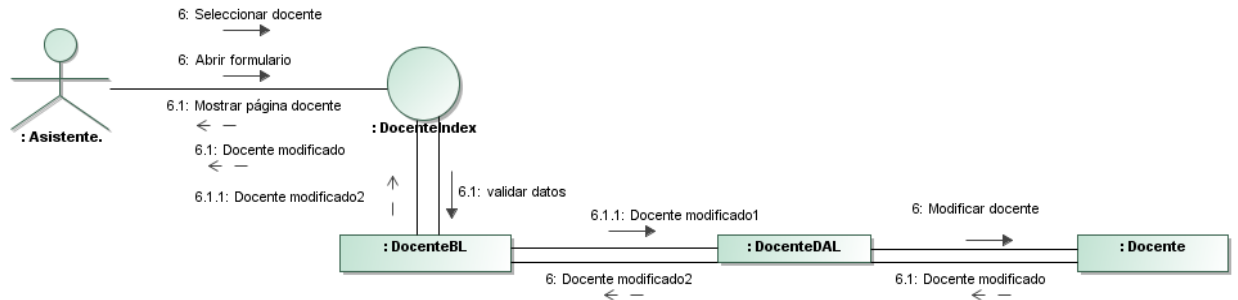 6: Seleccionar docente
6: Abrir formulario
6.1: Mostrar página docente
: Asistente.
: DocenteIndex
6.1: Docente modificado
6.1.1: Docente modificado2
6.1: validar datos
6.1.1: Docente modificado1
6: Modificar docente
: DocenteBL
: DocenteDAL
: Docente
6: Docente modificado2
6.1: Docente modificado